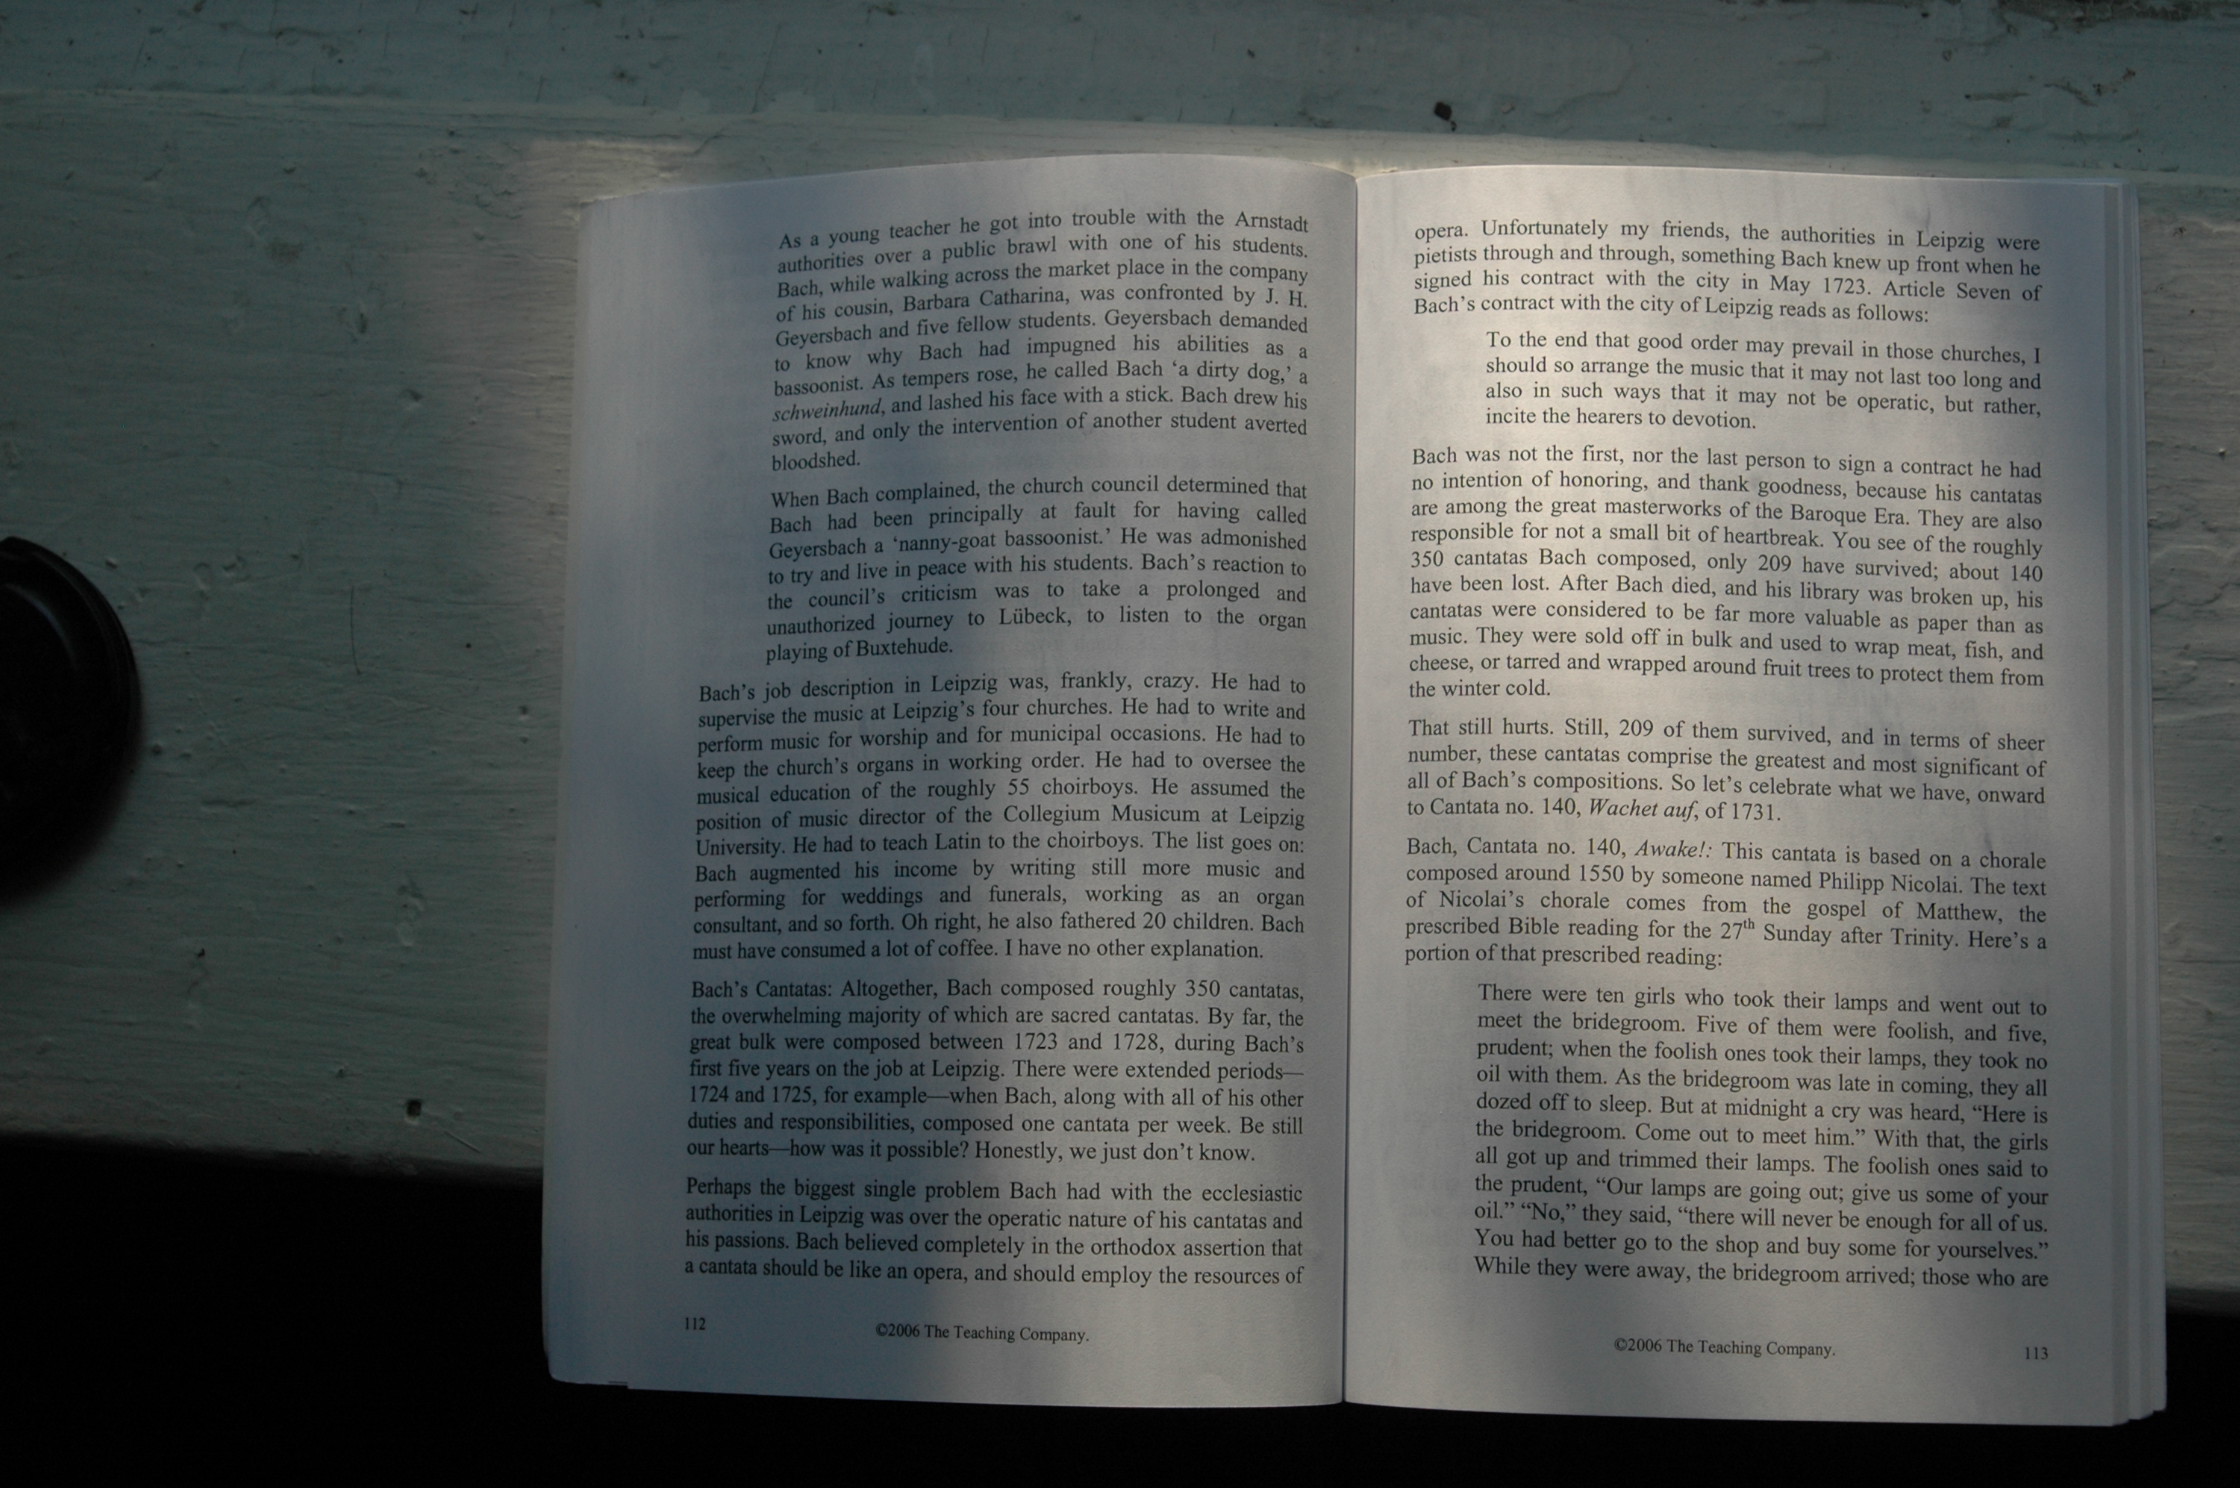 As a young teacher he got into trouble with the Arnstadt
authorities over a public brawl with one of his students.
Bach, while walking across the market place in the company
of his cousin, Barbara Catharina, was confronted by J. H.
Geyersbach and five fellow students. Geyersbach demanded
to know why Bach had impugned his abilities as a
bassoonist. As tempers rose, he called Bach ‘a dirty dog,’ a
schweinhund, and lashed his face with a stick. Bach drew his
sword, and only the intervention of another student averted
bloodshed.
When Bach complained, the church council determined that
Bach had been principally at fault for having called
Geyersbach a ‘nanny-goat bassoonist.’ He was admonished
to try and live in peace with his students. Bach’s reaction to
the council’s criticism was to take a prolonged and
unauthorized journey to Lübeck, to listen to the organ
playing of Buxtehude.
Bach’s job description in Leipzig was, frankly, crazy. He had to
supervise the music at Leipzig’s four churches. He had to write and
perform music for worship and for municipal occasions. He had to
keep the church’s organs in working order. He had to oversee the
musical education of the roughly 55 choirboys. He assumed the
position of music director of the Collegium Musicum at Leipzig
University. He had to teach Latin to the choirboys. The list goes on:
Bach augmented his income by writing still more music and
performing for weddings and funerals, working as an organ
consultant, and so forth. Oh right, he also fathered 20 children. Bach
must have consumed a lot of coffee. I have no other explanation.
Bach’s Cantatas: Altogether, Bach composed roughly 350 cantatas,
the overwhelming majority of which are sacred cantatas. By far, the
great bulk were composed between 1723 and 1728, during Bach’s
first five years on the job at Leipzig. There were extended periods—
1724 and 1725, for example—when Bach, along with all of his other
duties and responsibilities, composed one cantata per week. Be still
our hearts—how was it possible? Honestly, we just don’t know.
Perhaps the biggest single problem Bach had with the ecclesiastic
authorities in Leipzig was over the operatic nature of his cantatas and
his passions. Bach believed completely in the orthodox assertion that
a cantata should be like an opera, and should employ the resources of
112
©2006 The Teaching Company.
opera. Unfortunately my friends, the authorities in Leipzig were
pietists through and through, something Bach knew up front when he
signed his contract with the city in May 1723. Article Seven of
Bach’s contract with the city of Leipzig reads as follows:
To the end that good order may prevail in those churches, I
should so arrange the music that it may not last too long and
also in such ways that it may not be operatic, but rather,
incite the hearers to devotion.
Bach was not the first, nor the last person to sign a contract he had
no intention of honoring, and thank goodness, because his cantatas
are among the great masterworks of the Baroque Era. They are also
responsible for not a small bit of heartbreak. You see of the roughly
350 cantatas Bach composed, only 209 have survived; about 140
have been lost. After Bach died, and his library was broken up, his
cantatas were considered to be far more valuable as paper than as
music. They were sold off in bulk and used to wrap meat, fish, and
cheese, or tarred and wrapped around fruit trees to protect them from
the winter cold.
That still hurts. Still, 209 of them survived, and in terms of sheer
number, these cantatas comprise the greatest and most significant of
all of Bach’s compositions. So let’s celebrate what we have, onward
to Cantata no. 140, Wachet auf, of 1731.
Bach, Cantata no. 140, Awake!: This cantata is based on a chorale
composed around 1550 by someone named Philipp Nicolai. The text
of Nicolai’s chorale comes from the gospel of Matthew, the
prescribed Bible reading for the 27th Sunday after Trinity. Here’s a
portion of that prescribed reading:
There were ten girls who took their lamps and went out to
meet the bridegroom. Five of them were foolish, and five,
prudent; when the foolish ones took their lamps, they took no
oil with them. As the bridegroom was late in coming, they all
dozed off to sleep. But at midnight a cry was heard, “Here is
the bridegroom. Come out to meet him.” With that, the girls
all got up and trimmed their lamps. The foolish ones said to
the prudent, “Our lamps are going out; give us some of your
oil.” “No,” they said, “there will never be enough for all of us.
You had better go to the shop and buy some for yourselves.”
While they were away, the bridegroom arrived; those who are
©2006 The Teaching Company.
113